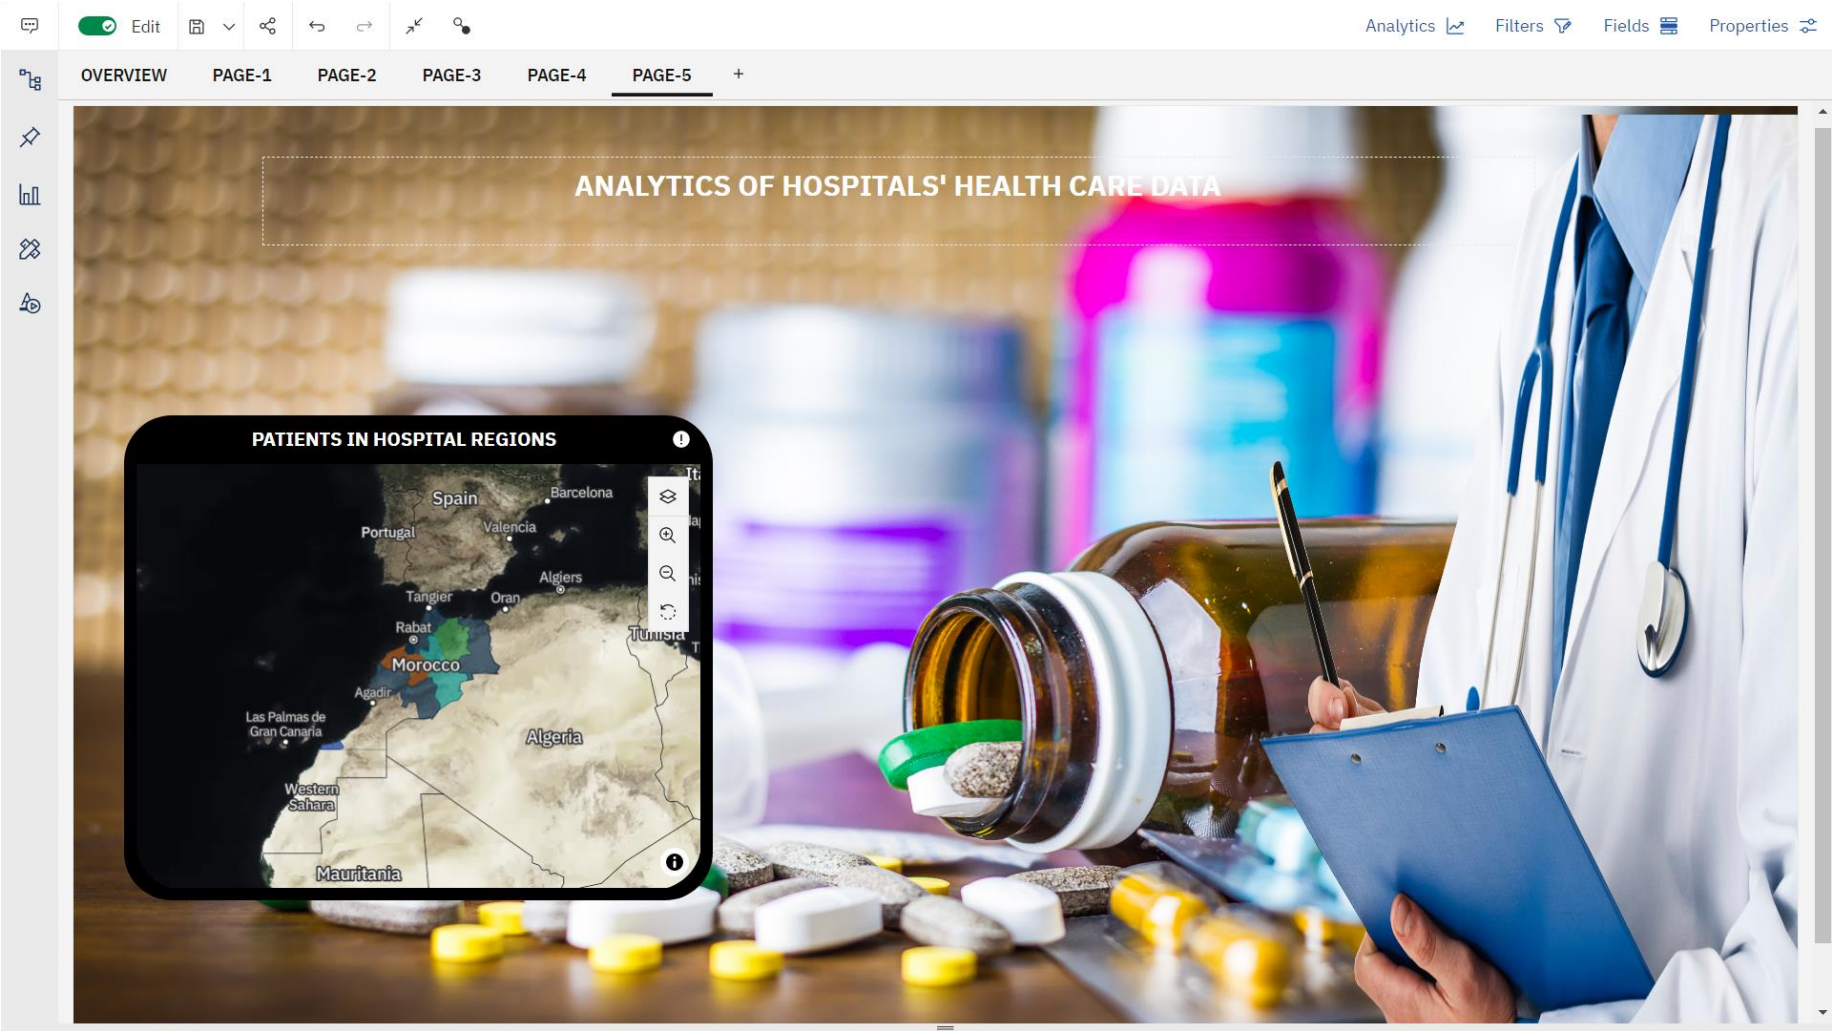 Edit
Analytics
Filters
Fields
Properties
OVERVIEW
PAGE-1
PAGE-2
PAGE-3
PAGE-4
PAGE-5
+
ANALYTICS OF HOSPITALS' HEALTH CARE DATA
PATIENTS IN HOSPITAL REGIONS
Spain
Barcelona
Portugal
Valencia
Algiers
Tangier
Oran
Rabat
Tunisia
Morocco
Agadir
Las Palmas de
Gran Canaria
Algeria
Western
Sahara
Mauritania